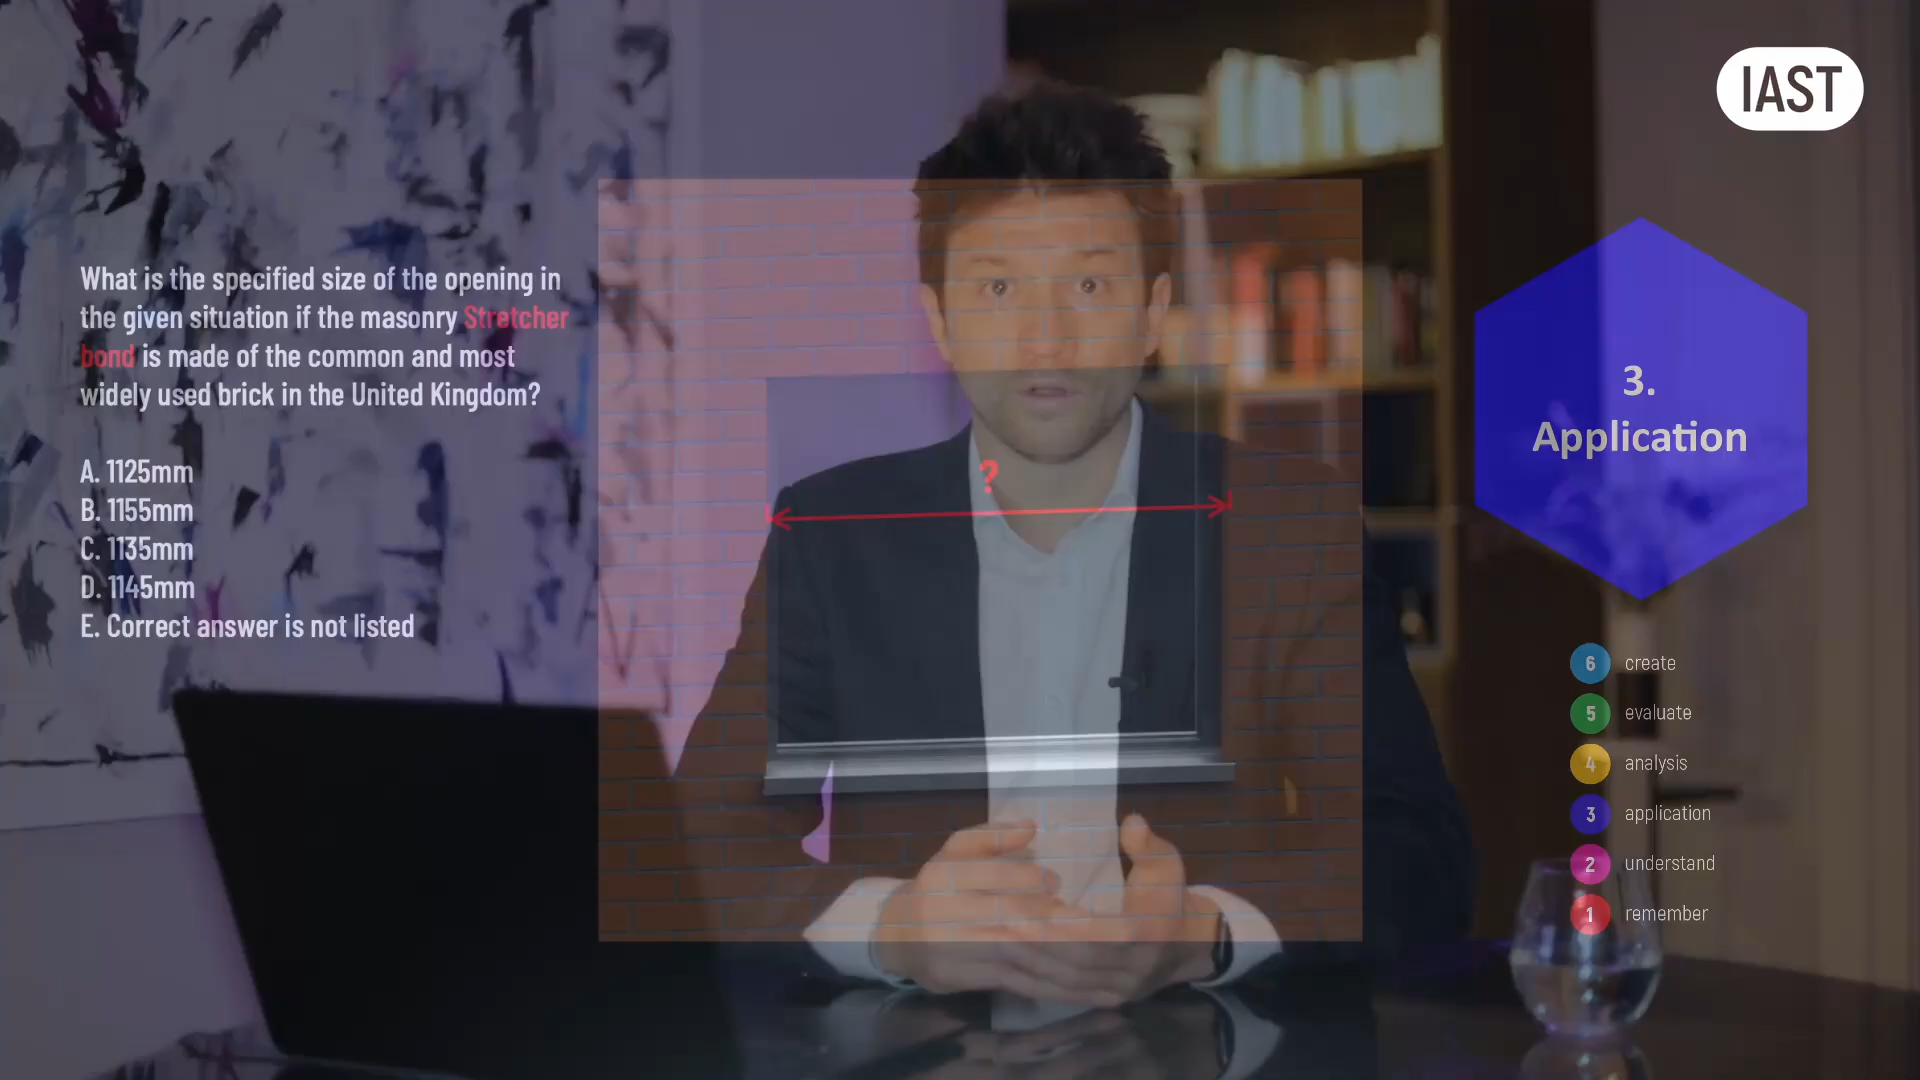 IAST
What is the specified size of the opening in
the given situation if the masonry Stretcher
bond is made of the common and most
widely used brick in the United Kingdom?
A. 1125mm
B. 1155mm
C. 1135mm
D. 1145mm
E. Correct answer is not listed
?
3.
Application
6 create
5 evaluate
4 analysis
3 application
2 understand
1 remember